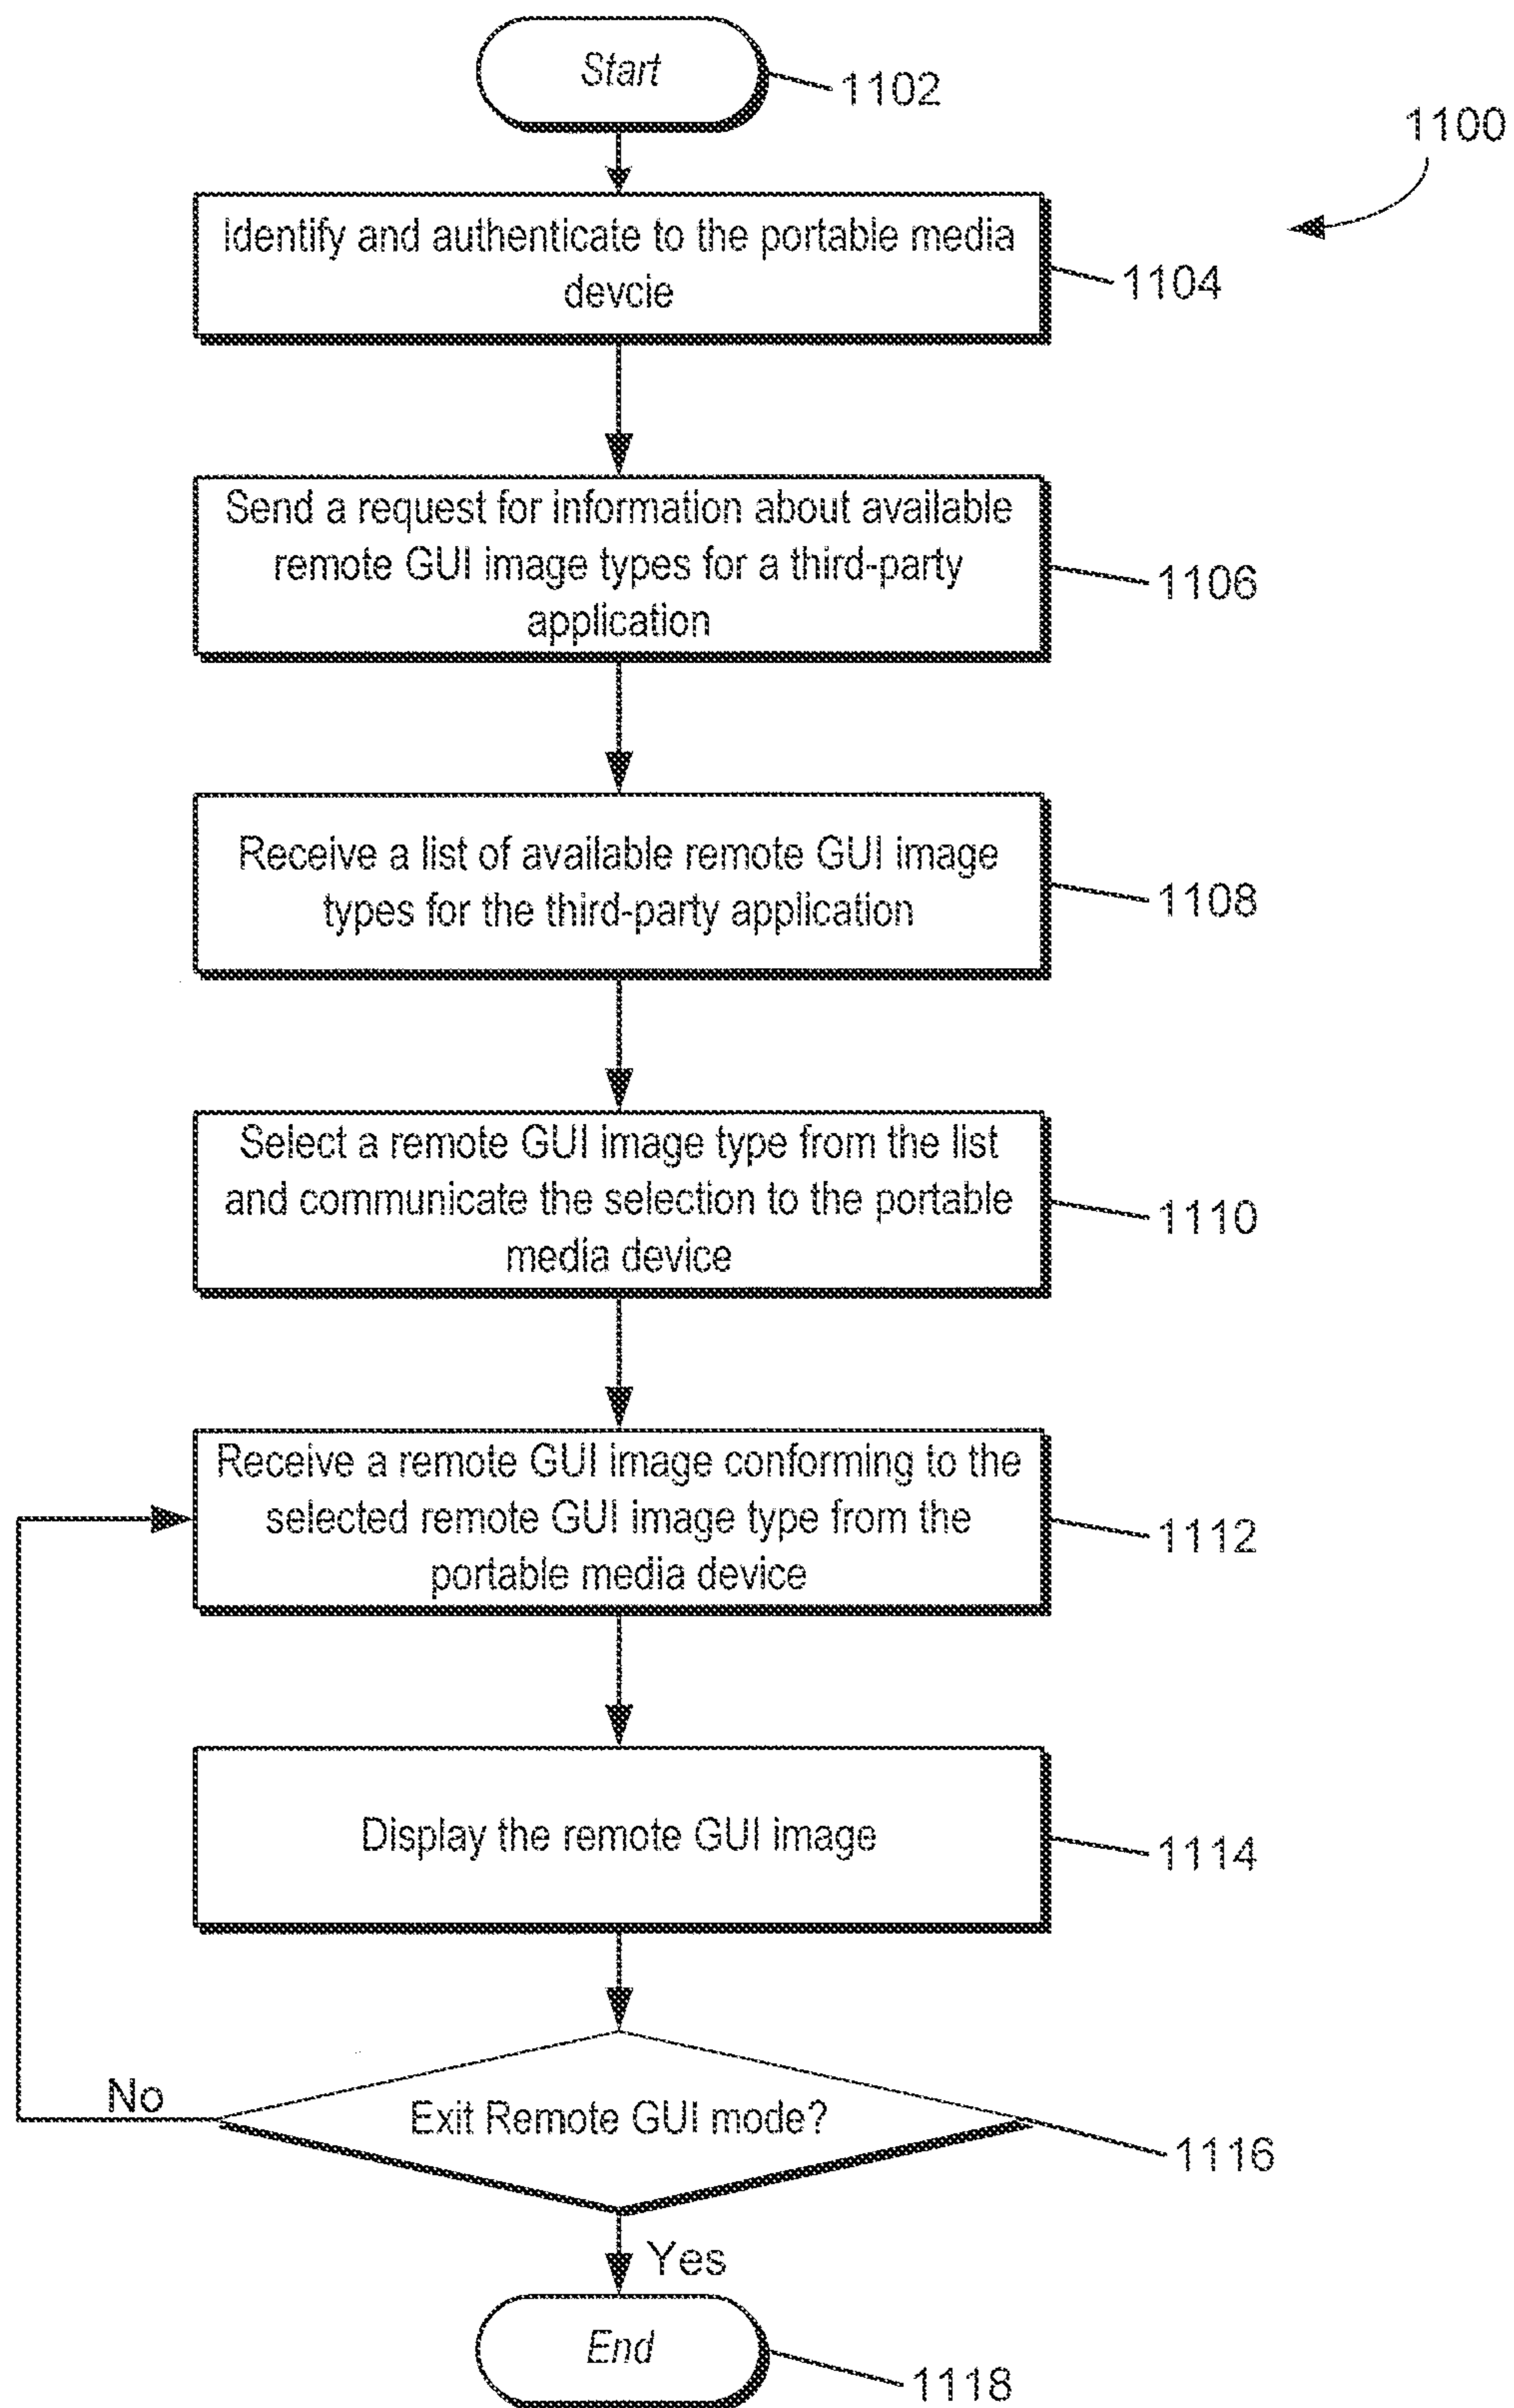 Start
1102
1100
Identify and authenticate to the portable media
devcie
1104
Send a request for information about available
remote GUI image types for a third-party
application
1106
Receive a list of available remote GUI image
types for the third-party application
1108
Select a remote GUI image type from the list
and communicate the selection to the portable
media device
1110
Receive a remote GUI image conforming to the
selected remote GUI image type from the
portable media device
1112
Display the remote GUI image
1114
No
Exit Remote GUI mode?
1116
Yes
End
1118